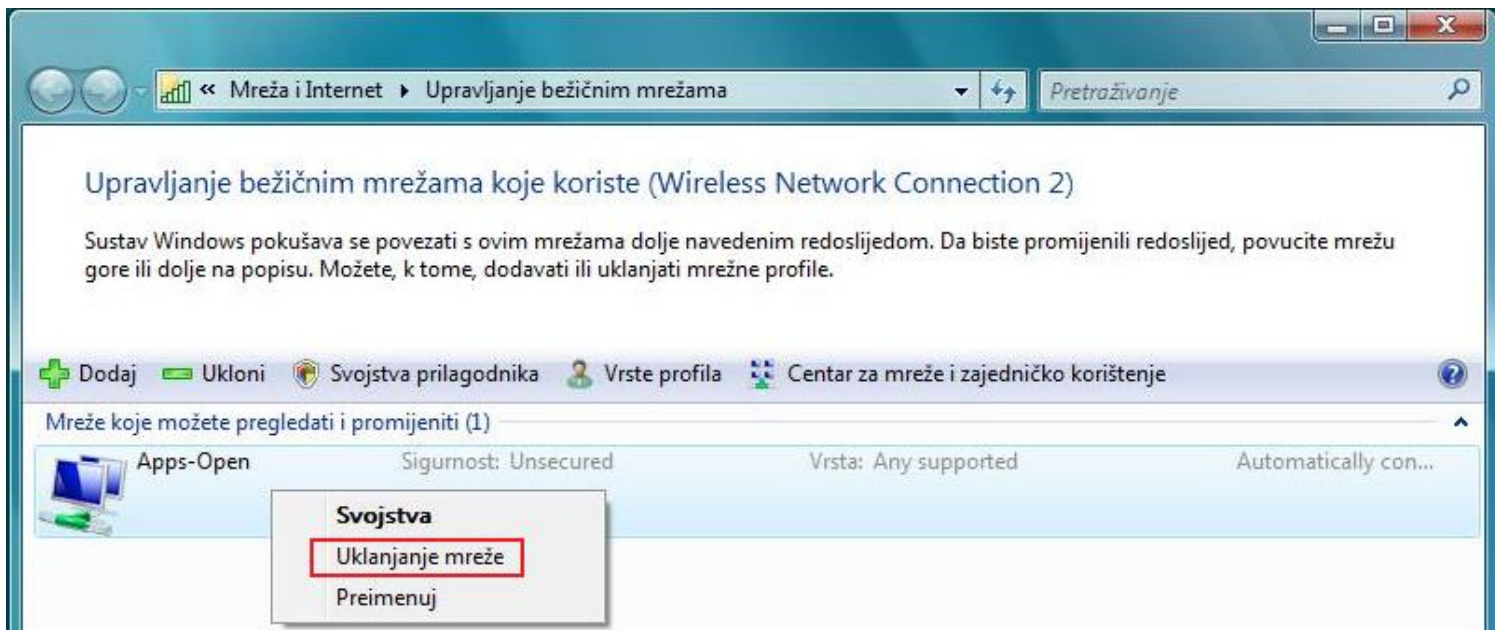 « Mreža i Internet Upravljanje bežičnim mrežama Pretraživanje
Upravljanje bežičnim mrežama koje koriste (Wireless Network Connection 2)
Sustav Windows pokušava se povezati s ovim mrežama dolje navedenim redoslijedom. Da biste promijenili redoslijed, povucite mrežu
gore ili dolje na popisu. Možete, k tome, dodavati ili uklanjati mrežne profile.
Dodaj Ukloni Svojstva prilagodnika Vrste profila Centar za mreže i zajedničko korištenje
Mreže koje možete pregledati i promijeniti (1)
Apps-Open Sigurnost: Unsecured Vrsta: Any supported Automatically con...
Svojstva
Uklanjanje mreže
Preimenuj